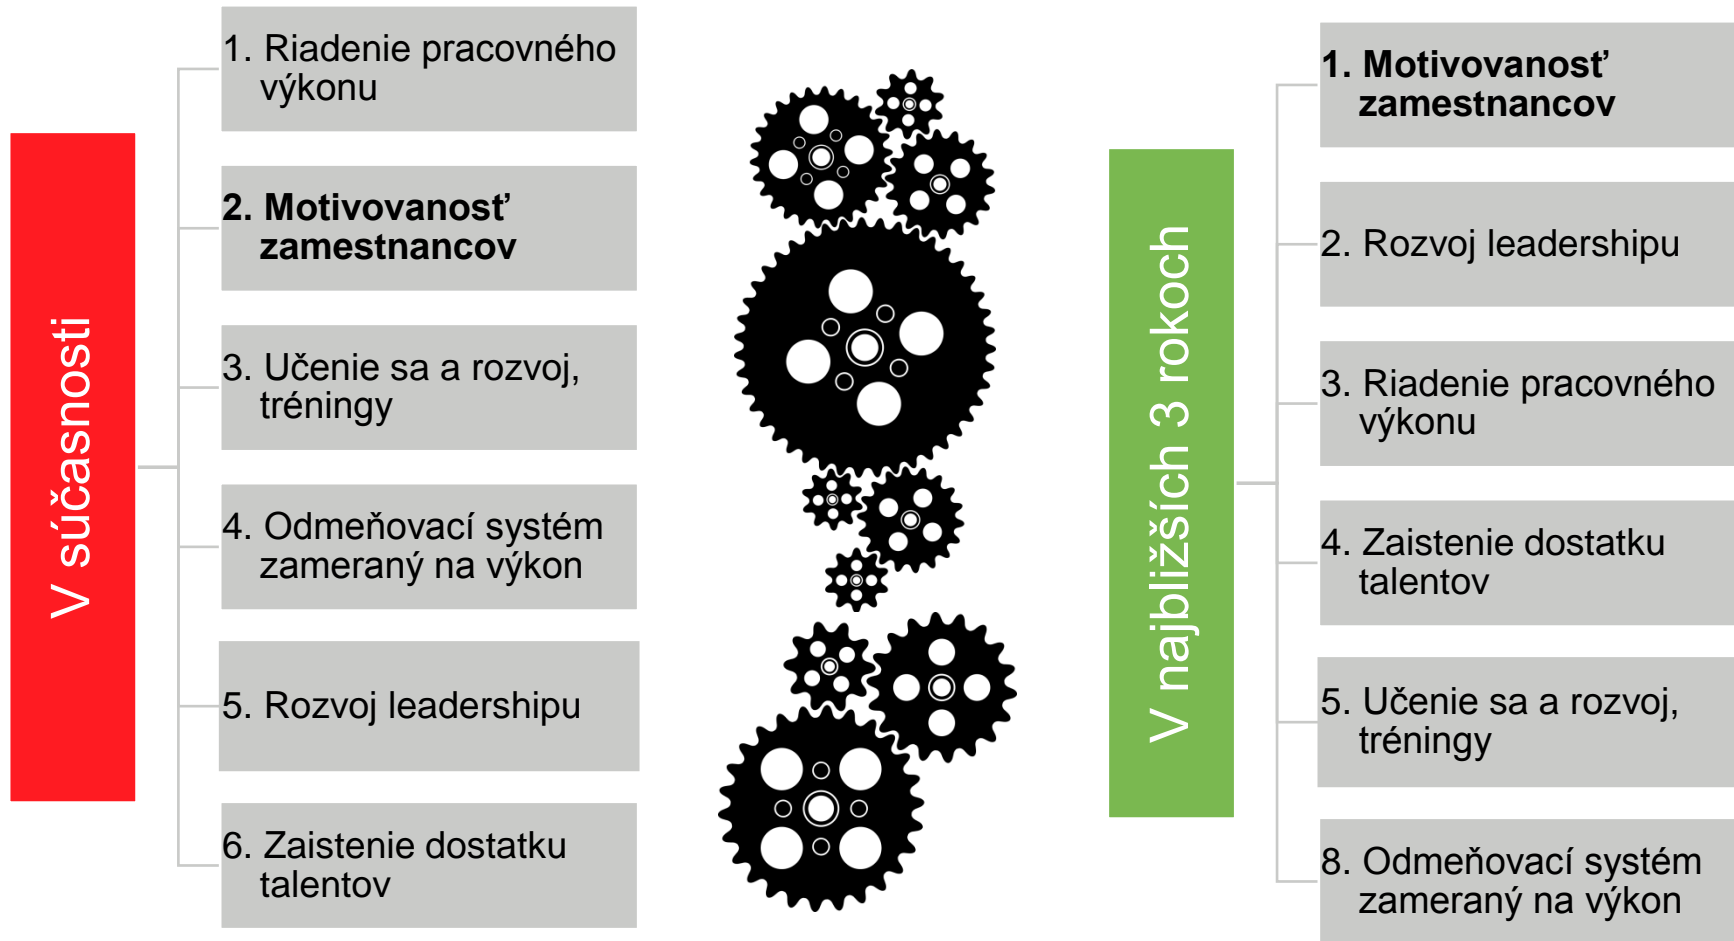 V súčasnosti
1. Riadenie pracovného
výkonu
2. Motivovanosť
zamestnancov
3. Učenie sa a rozvoj,
tréningy
4. Odmeňovací systém
zameraný na výkon
5. Rozvoj leadershipu
6. Zaistenie dostatku
talentov
V najbližších 3 rokoch
1. Motivovanosť
zamestnancov
2. Rozvoj leadershipu
3. Riadenie pracovného
výkonu
4. Zaistenie dostatku
talentov
5. Učenie sa a rozvoj,
tréningy
8. Odmeňovací systém
zameraný na výkon